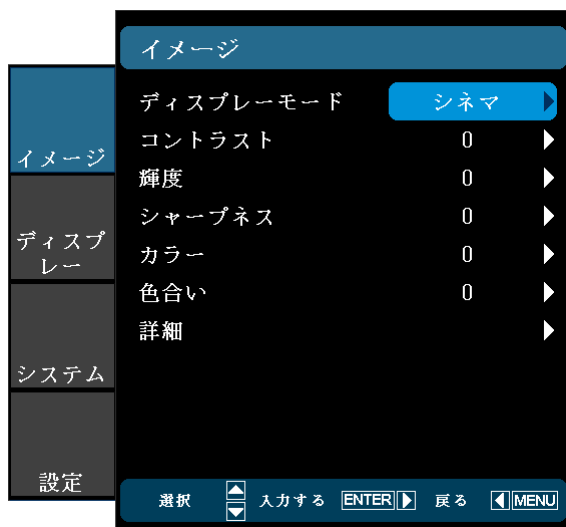 イメージ
ディスプレーモード シネマ
コントラスト 0
輝度 0
シャープネス 0
カラー 0
色合い 0
詳細
イメージ
ディスプ
レー
システム
設定
選択 入力する ENTER 戻る MENU